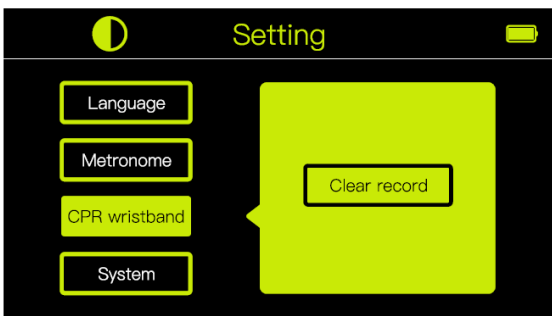 Setting
Language
Metronome
CPR wristband
System
Clear record